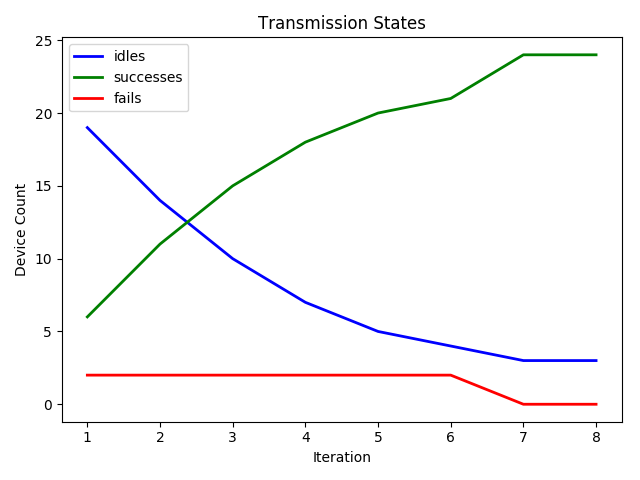 Transmission States
idles
successes
fails
Device Count
25
20
15
10
5
0
1 2 3 4 5 6 7 8
Iteration